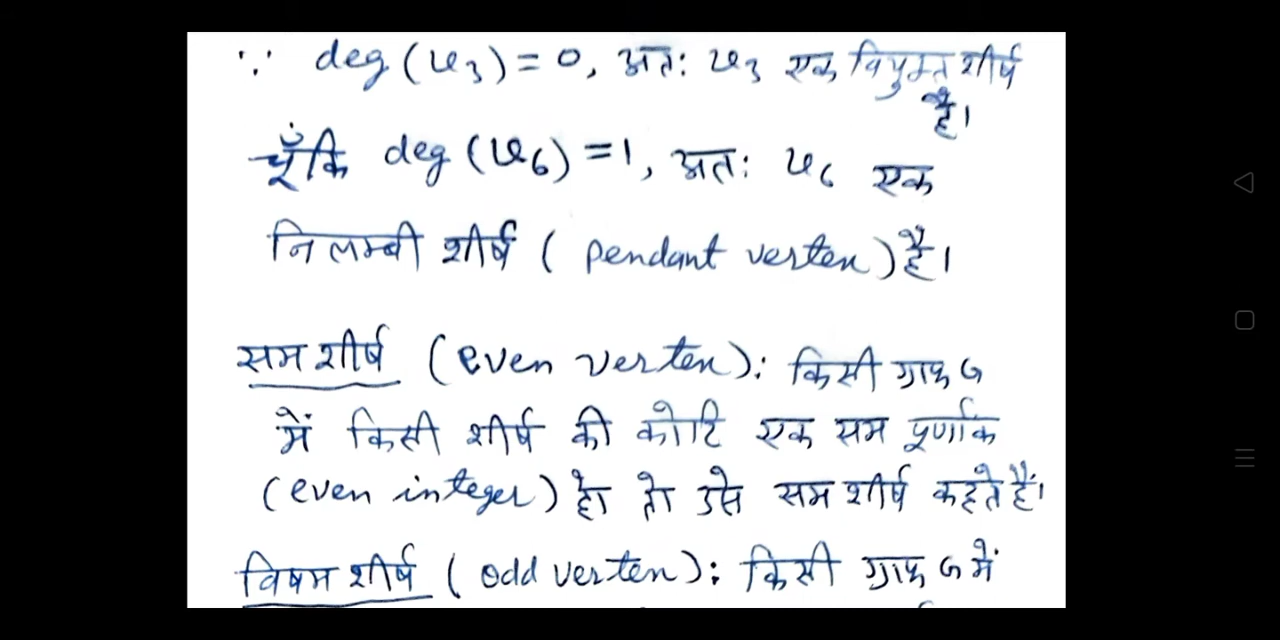 ∵ deg(v₃) = 0, अतः v₃ एक वियुक्त शीर्ष
है।
चूँकि deg(v₆) = 1, अतः v₆ एक
निलम्बी शीर्ष (pendant vertex) है।
सम शीर्ष (even vertex): किसी ग्राफ G
में किसी शीर्ष की कोटि एक सम पूर्णांक
(even integer) हो तो उसे सम शीर्ष कहते हैं।
विषम शीर्ष (odd vertex): किसी ग्राफ G में